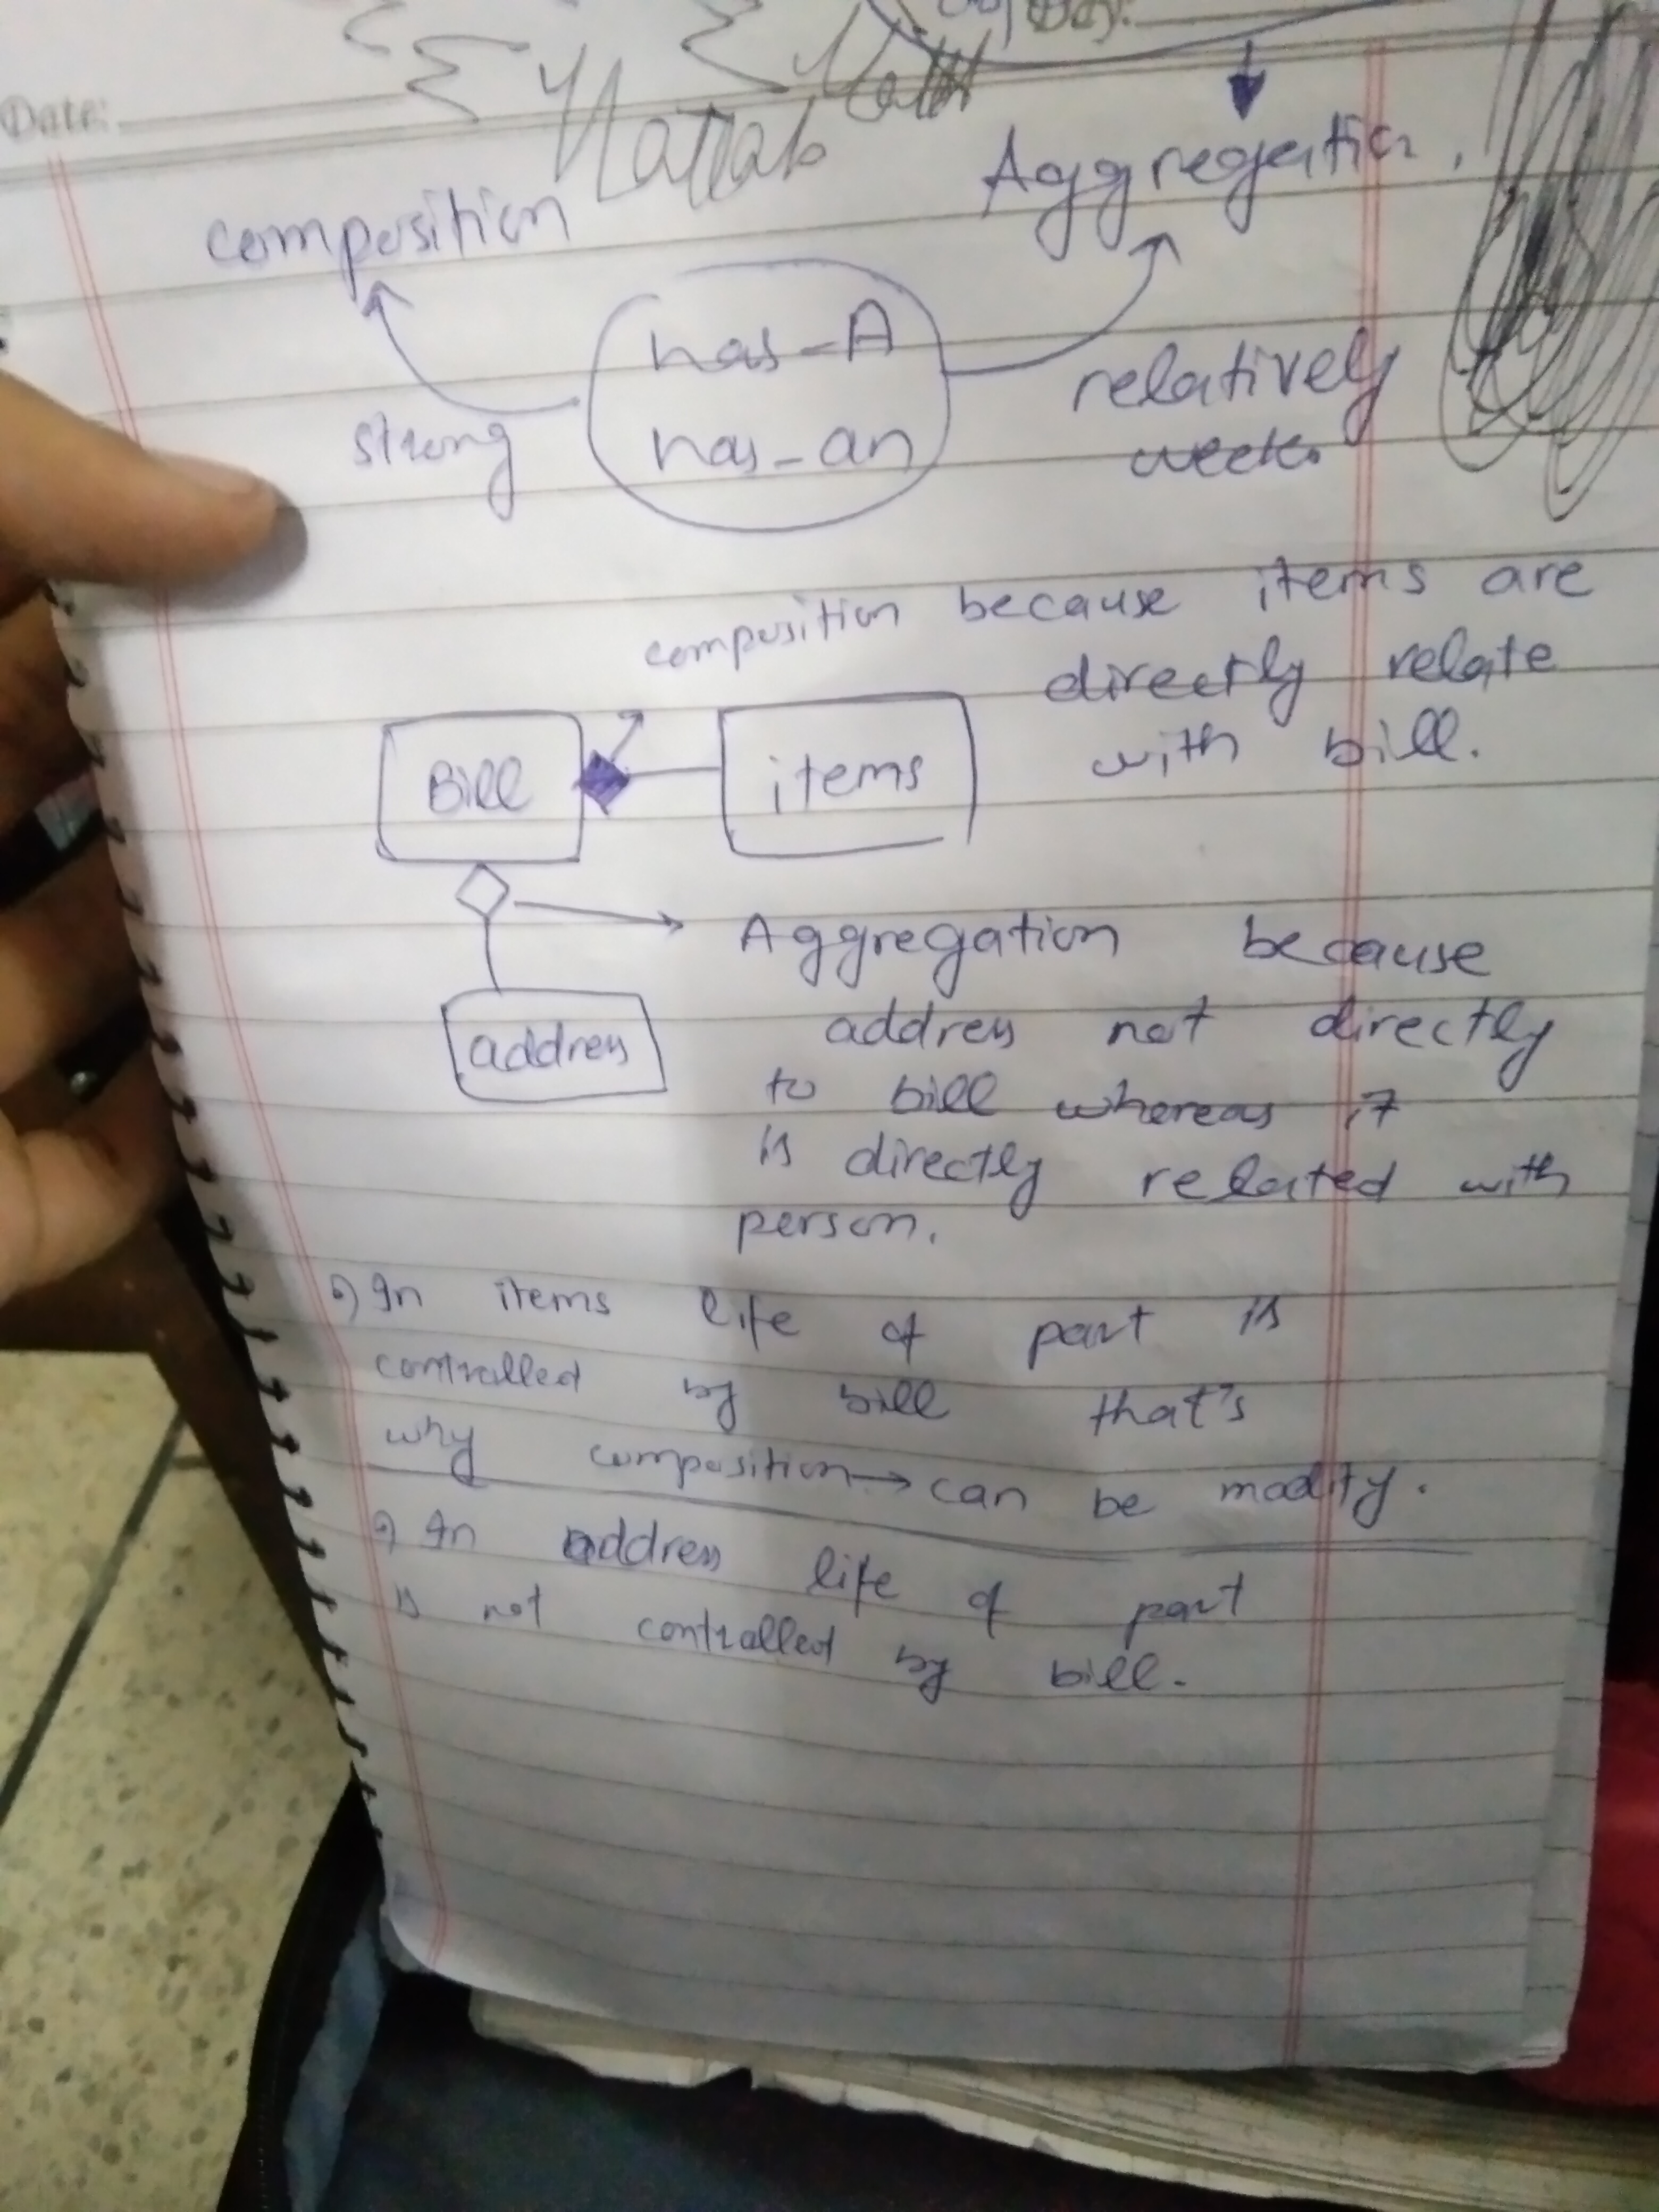 Day:
Date:
Matlab
composition
Aggregation.
has-A
has-an
strong
relatively
week.
composition because items are
directly relate
with bill.
Bill
items
Aggregation because
address not directly
address
to bill whereas it
is directly related with
person.
In items life of part is
controlled by bill that's
why composition → can be modify.
In address life of part
is not controlled by bill.